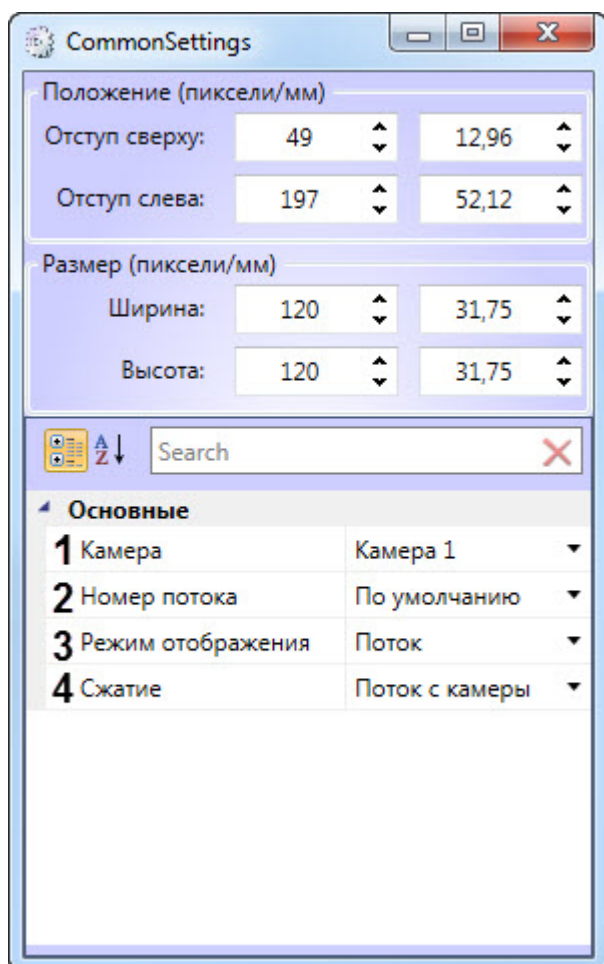 CommonSettings
Положение (пиксели/мм)
Отступ сверху: 49 12,96
Отступ слева: 197 52,12
Размер (пиксели/мм)
Ширина: 120 31,75
Высота: 120 31,75
A Z Search
Основные
1 Камера Камера 1
2 Номер потока По умолчанию
3 Режим отображения Поток
4 Сжатие Поток с камеры